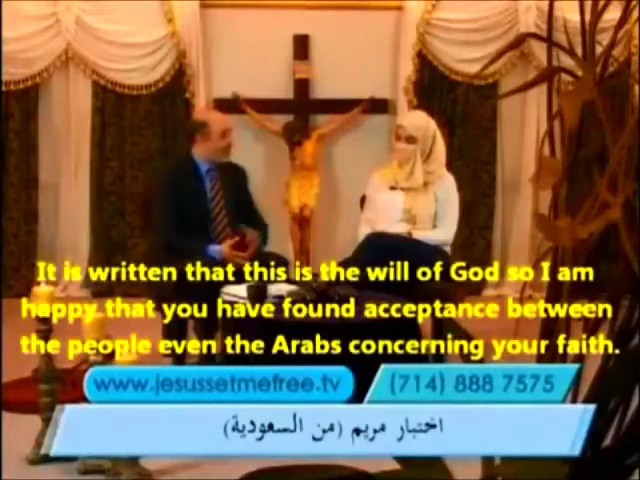 It is written that this is the will of God so I am
happy that you have found acceptance between
the people even the Arabs concerning your faith.
www.jesussetmefree.tv (714) 888 7575
اختبار مريم (من السعودية)